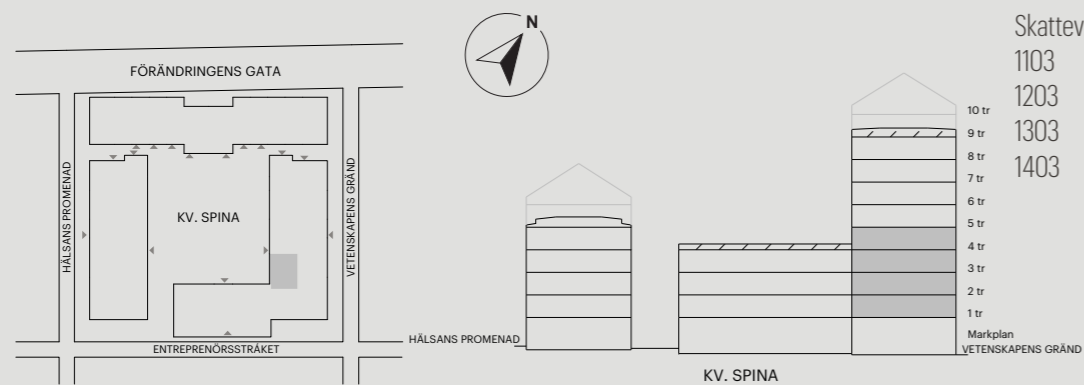 FÖRÄNDRINGENS GATA
HÄLSANS PROMENAD
KV. SPINA
VETENSKAPENS GRÄND
ENTREPRENÖRSSTRÅKET
N
HÄLSANS PROMENAD
KV. SPINA
10 tr
9 tr
8 tr
7 tr
6 tr
5 tr
4 tr
3 tr
2 tr
1 tr
Markplan
VETENSKAPENS GRÄND
Skattev
1103
1203
1303
1403